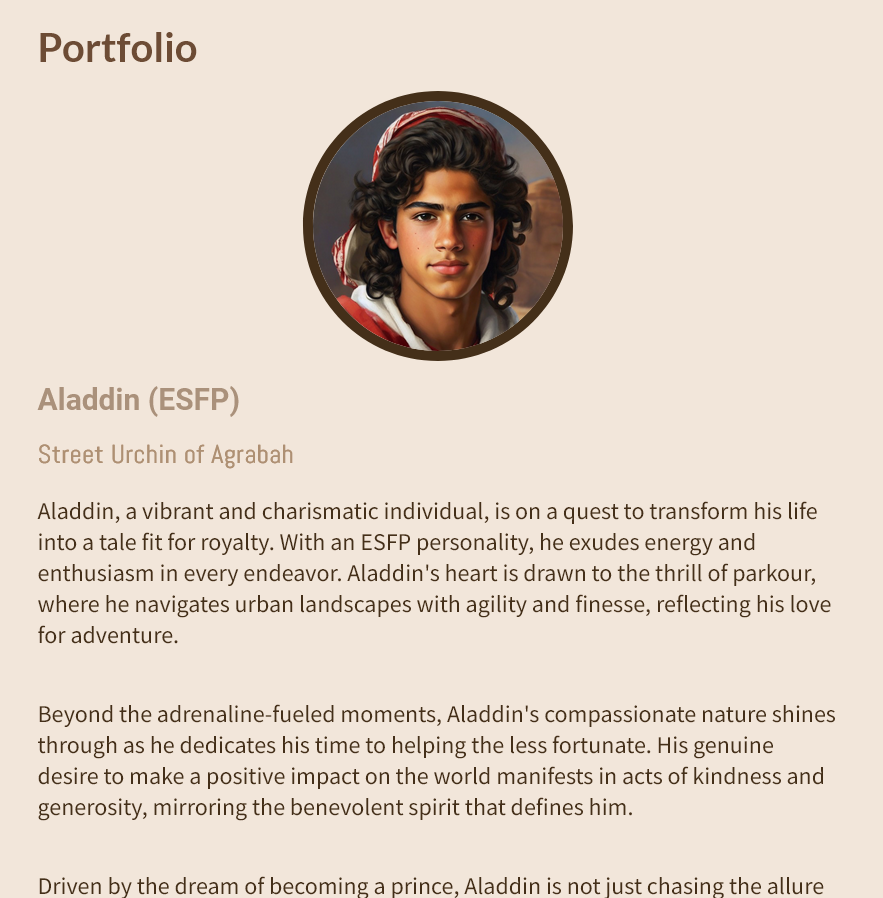 Portfolio
Aladdin (ESFP)
Street Urchin of Agrabah
Aladdin, a vibrant and charismatic individual, is on a quest to transform his life
into a tale fit for royalty. With an ESFP personality, he exudes energy and
enthusiasm in every endeavor. Aladdin's heart is drawn to the thrill of parkour,
where he navigates urban landscapes with agility and finesse, reflecting his love
for adventure.
Beyond the adrenaline-fueled moments, Aladdin's compassionate nature shines
through as he dedicates his time to helping the less fortunate. His genuine
desire to make a positive impact on the world manifests in acts of kindness and
generosity, mirroring the benevolent spirit that defines him.
Driven by the dream of becoming a prince, Aladdin is not just chasing the allure